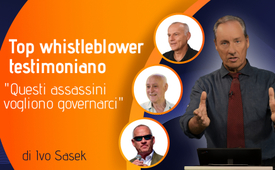 Top whistleblower
testimoniano
"Questi assassini
vogliono governarci"
di Ivo Sasek